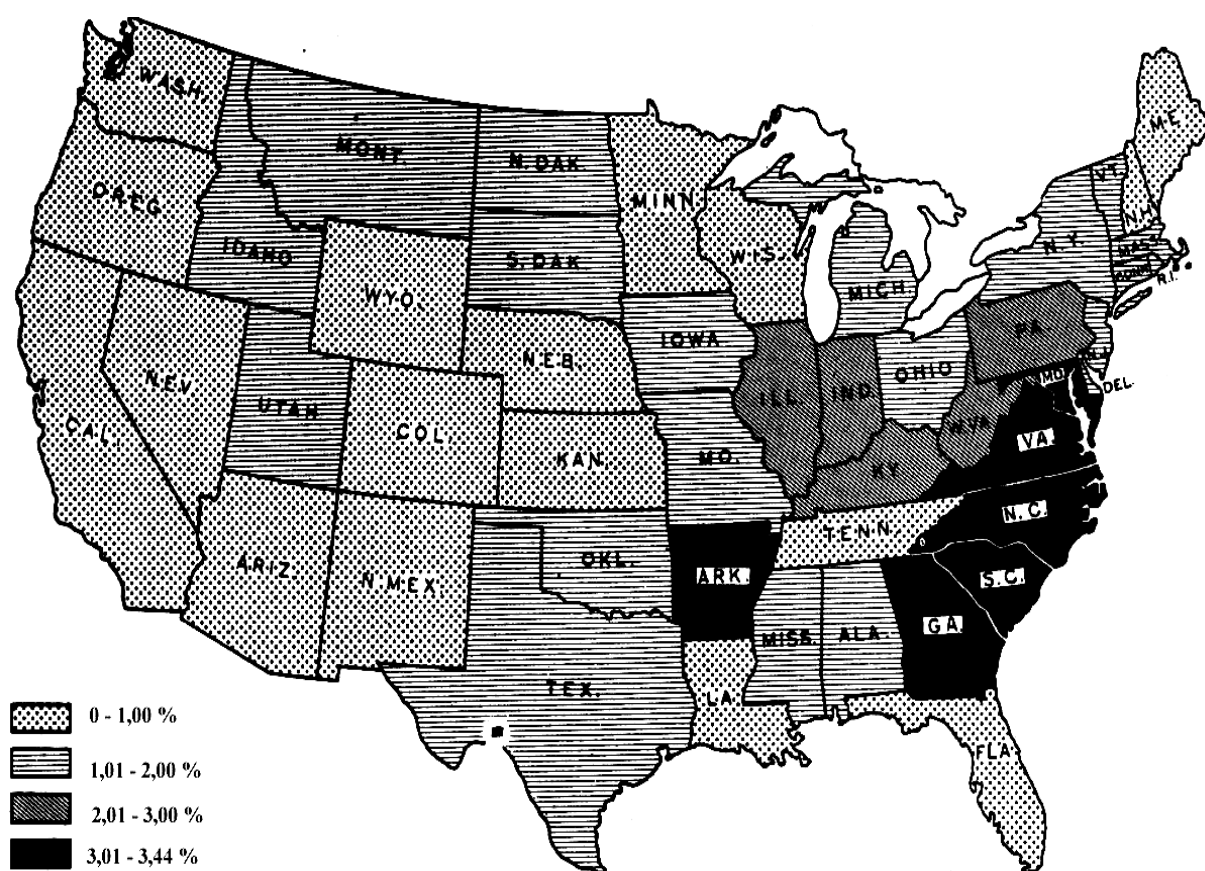 WASH.
MONT.
N.DAK.
MINN.
ME.
VT.
N.H.
OREG.
IDAHO
S.DAK.
WIS.
N.Y.
MASS.
CONN.
R.I.
WYO.
MICH.
IOWA
PA.
NEV.
NEB.
ILL.
IND.
OHIO
N.J.
MD.
DEL.
UTAH
CAL.
COL.
KAN.
MO.
W.VA.
VA.
KY.
ARIZ.
N.MEX.
OKL.
ARK.
TENN.
N.C.
S.C.
MISS.
ALA.
GA.
TEX.
LA.
FLA.
0 - 1,00 %
1,01 - 2,00 %
2,01 - 3,00 %
3,01 - 3,44 %